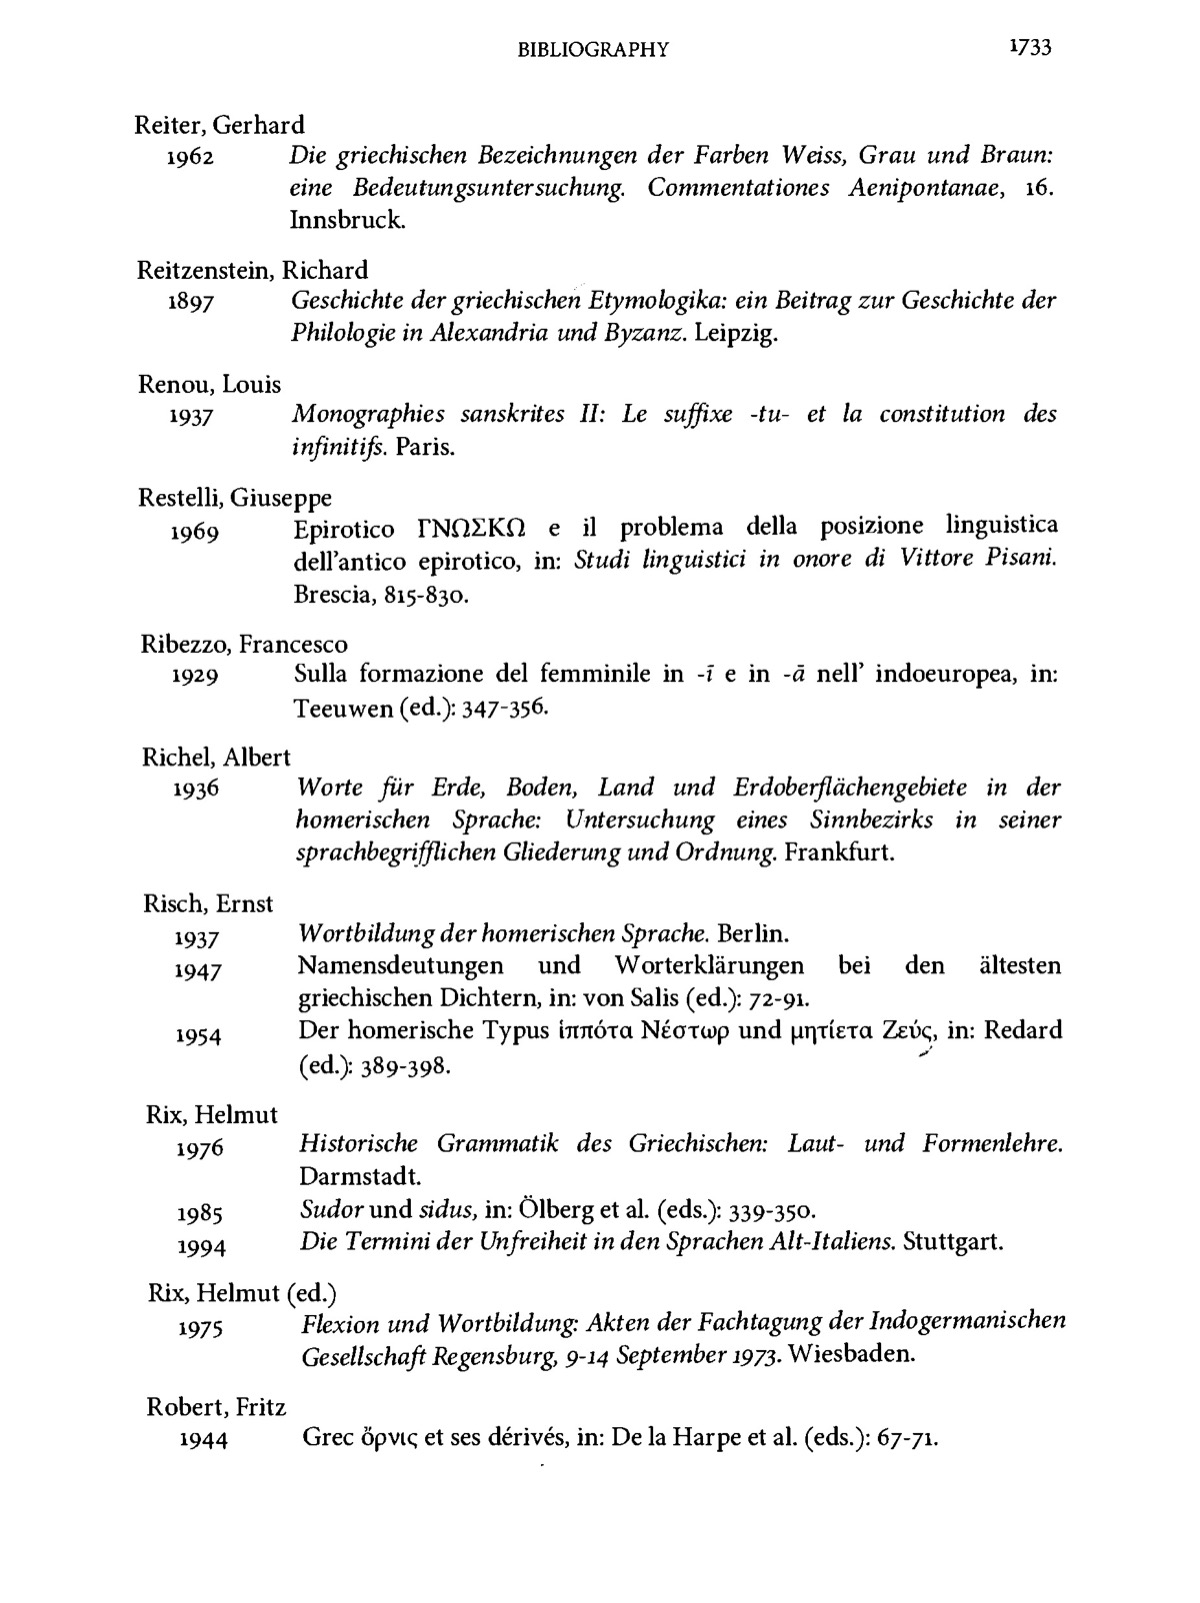 BIBLIOGRAPHY 1733
Reiter, Gerhard
1962 Die griechischen Bezeichnungen der Farben Weiss, Grau und Braun:
eine Bedeutungsuntersuchung. Commentationes Aenipontanae, 16.
Innsbruck.
Reitzenstein, Richard
1897 Geschichte der griechischen Etymologika: ein Beitrag zur Geschichte der
Philologie in Alexandria und Byzanz. Leipzig.
Renou, Louis
1937 Monographies sanskrites II: Le suffixe -tu- et la constitution des
infinitifs. Paris.
Restelli, Giuseppe
1969 Epirotico ΓΝΩΣΚΩ e il problema della posizione linguistica
dell'antico epirotico, in: Studi linguistici in onore di Vittore Pisani.
Brescia, 815-830.
Ribezzo, Francesco
1929 Sulla formazione del femminile in -ī e in -ā nell' indoeuropea, in:
Teeuwen (ed.): 347-356.
Richel, Albert
1936 Worte für Erde, Boden, Land und Erdoberflächengebiete in der
homerischen Sprache: Untersuchung eines Sinnbezirks in seiner
sprachbegrifflichen Gliederung und Ordnung. Frankfurt.
Risch, Ernst
1937 Wortbildung der homerischen Sprache. Berlin.
1947 Namensdeutungen und Worterklärungen bei den ältesten
griechischen Dichtern, in: von Salis (ed.): 72-91.
1954 Der homerische Typus ἱππότα Νέστωρ und μητίετα Ζεύς, in: Redard
(ed.): 389-398.
Rix, Helmut
1976 Historische Grammatik des Griechischen: Laut- und Formenlehre.
Darmstadt.
1985 Sudor und sidus, in: Ölberg et al. (eds.): 339-350.
1994 Die Termini der Unfreiheit in den Sprachen Alt-Italiens. Stuttgart.
Rix, Helmut (ed.)
1975 Flexion und Wortbildung: Akten der Fachtagung der Indogermanischen
Gesellschaft Regensburg, 9-14 September 1973. Wiesbaden.
Robert, Fritz
1944 Grec ὄρνις et ses dérivés, in: De la Harpe et al. (eds.): 67-71.